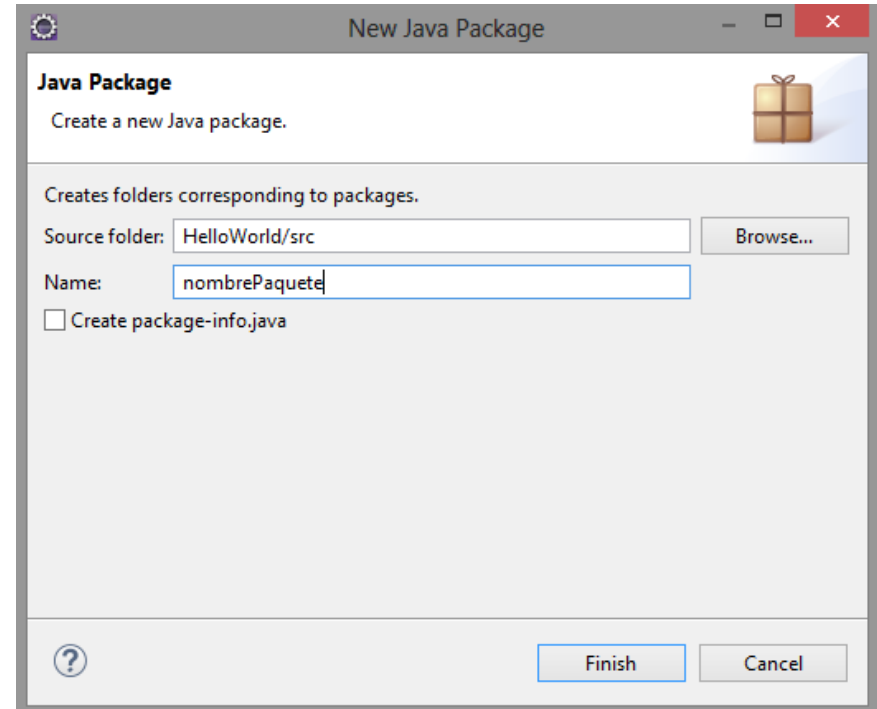 New Java Package
Java Package
Create a new Java package.
Creates folders corresponding to packages.
Source folder: HelloWorld/src Browse...
Name: nombrePaquete
Create package-info.java
? Finish Cancel